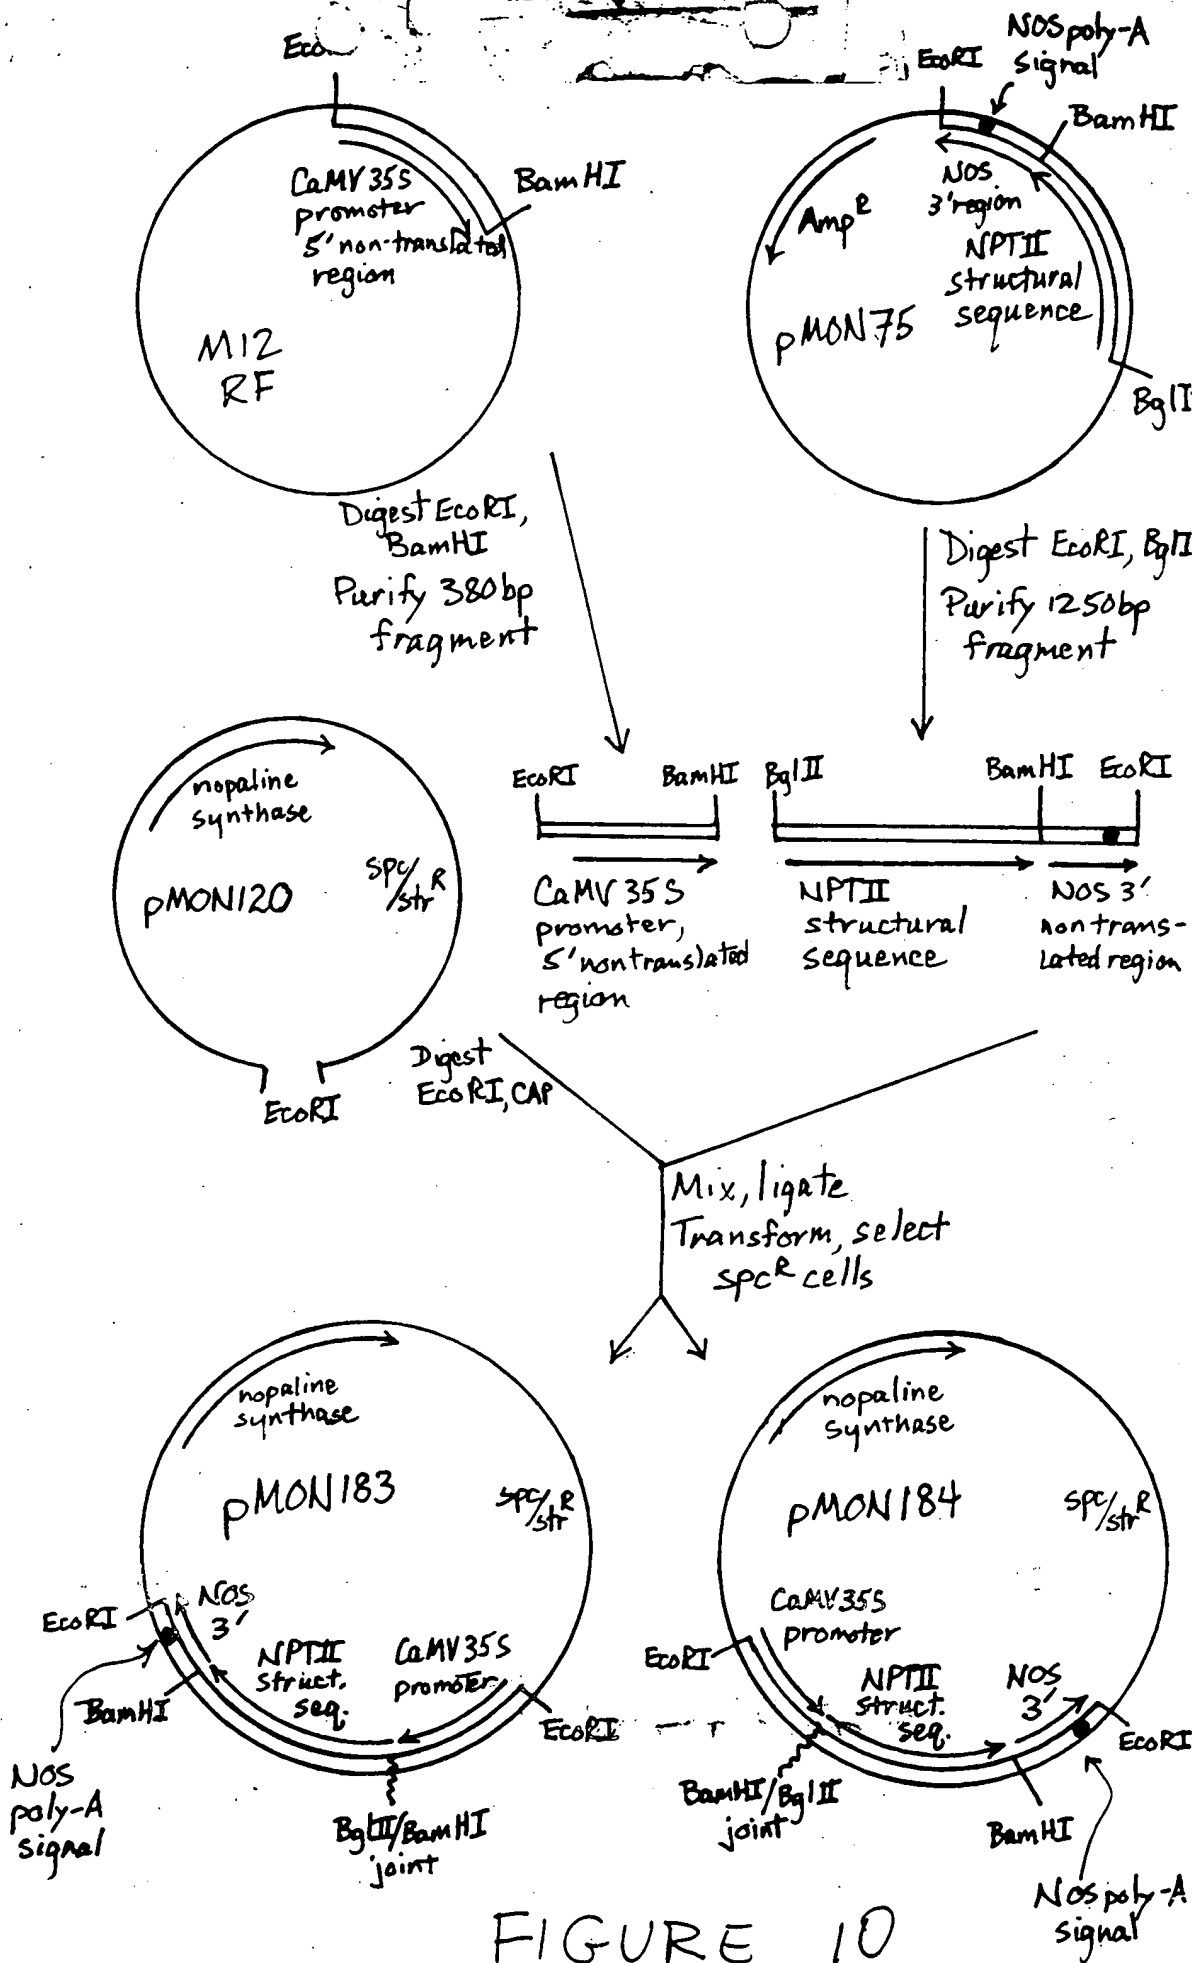 Eco
CaMV 35S
promoter
5' non-translated
region
BamHI
M12
RF
EcoRI
NOS poly-A
signal
BamHI
NOS
3' region
Amp R
NPTII
structural
sequence
pMON75
BglII
Digest EcoRI,
BamHI
Purify 380bp
fragment
Digest EcoRI, BglII
Purify 1250bp
fragment
nopaline
synthase
pMON120
spc/str R
EcoRI
EcoRI
BamHI
CaMV 35S
promoter,
5' nontranslated
region
BglII
BamHI
EcoRI
NPTII
structural
sequence
NOS 3'
nontrans-
lated region
Digest
EcoRI, CAP
Mix, ligate
Transform, select
spc R cells
nopaline
synthase
pMON183
spc/str R
EcoRI
NOS
3'
NPTII
struct.
seq.
CaMV 35S
promoter
BamHI
EcoRI
NOS
poly-A
signal
BglII/BamHI
joint
nopaline
synthase
pMON184
spc/str R
CaMV 35S
promoter
EcoRI
NPTII
struct.
seq.
NOS
3'
EcoRI
BamHI/BglII
joint
BamHI
NOS poly-A
signal
FIGURE 10